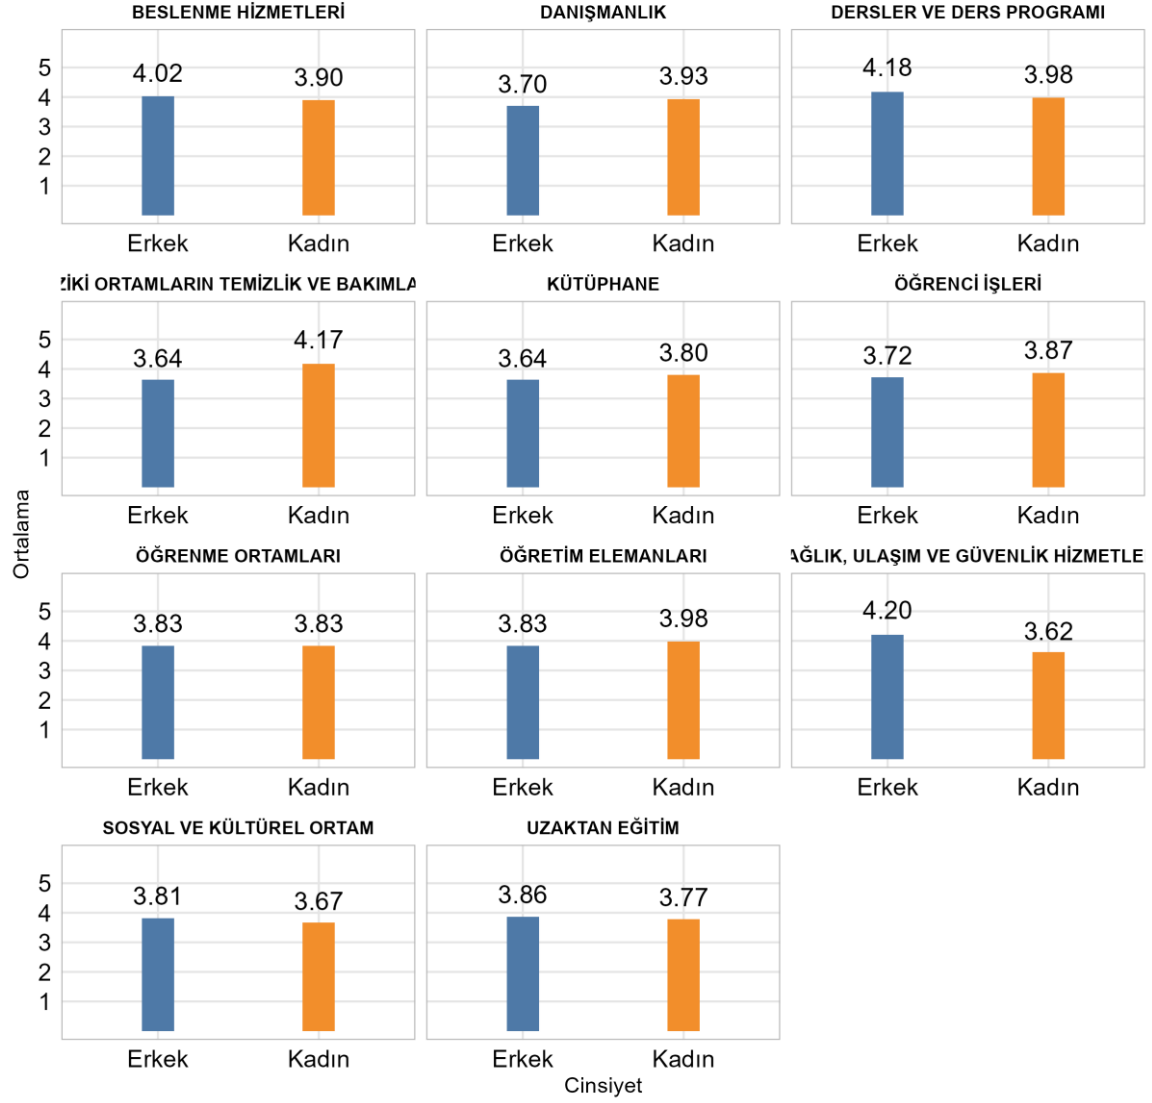 BESLENME HİZMETLERİ
DANIŞMANLIK
DERSLER VE DERS PROGRAMI
5
4
3
2
1
4.02
3.90
3.70
3.93
4.18
3.98
Erkek
Kadın
Erkek
Kadın
Erkek
Kadın
ZİKİ ORTAMLARIN TEMİZLİK VE BAKIMLA
KÜTÜPHANE
ÖĞRENCİ İŞLERİ
5
4
3
2
1
3.64
4.17
3.64
3.80
3.72
3.87
Erkek
Kadın
Erkek
Kadın
Erkek
Kadın
Ortalama
ÖĞRENME ORTAMLARI
ÖĞRETİM ELEMANLARI
AĞLIK, ULAŞIM VE GÜVENLİK HİZMETLE
5
4
3
2
1
3.83
3.83
3.83
3.98
4.20
3.62
Erkek
Kadın
Erkek
Kadın
Erkek
Kadın
SOSYAL VE KÜLTÜREL ORTAM
UZAKTAN EĞİTİM
5
4
3
2
1
3.81
3.67
3.86
3.77
Erkek
Kadın
Erkek
Kadın
Cinsiyet